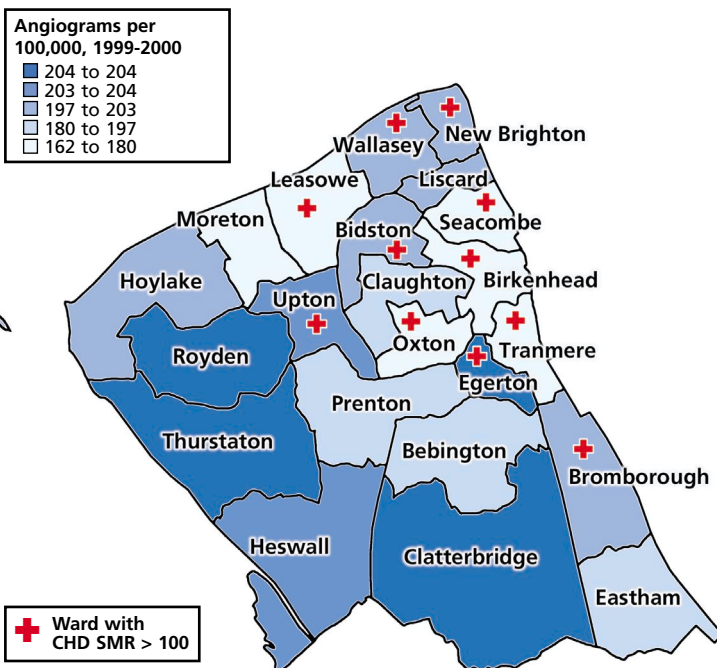 Angiograms per
100,000, 1999-2000
204 to 204
203 to 204
197 to 203
180 to 197
162 to 180
New Brighton
Wallasey
Leasowe
Liscard
Moreton
Seacombe
Bidston
Hoylake
Claughton
Birkenhead
Upton
Royden
Oxton
Tranmere
Egerton
Prenton
Thurstaton
Bebington
Bromborough
Heswall
Clatterbridge
Eastham
Ward with
CHD SMR > 100